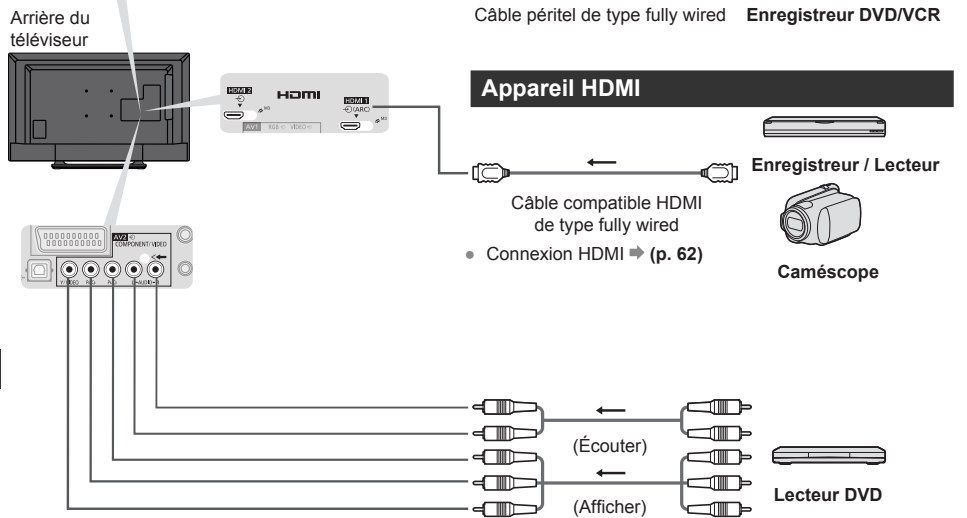 Arrière du
téléviseur
Câble péritel de type fully wired
Enregistreur DVD/VCR
Appareil HDMI
HDMI 2
HDMI
HDMI 1
(ARC)
AV1 RGB VIDEO
Enregistreur / Lecteur
Câble compatible HDMI
de type fully wired
● Connexion HDMI ➡ (p. 62)
Caméscope
AV2
COMPONENT/VIDEO
Y/VIDEO
L-AUDIO-R
(Écouter)
(Afficher)
Lecteur DVD